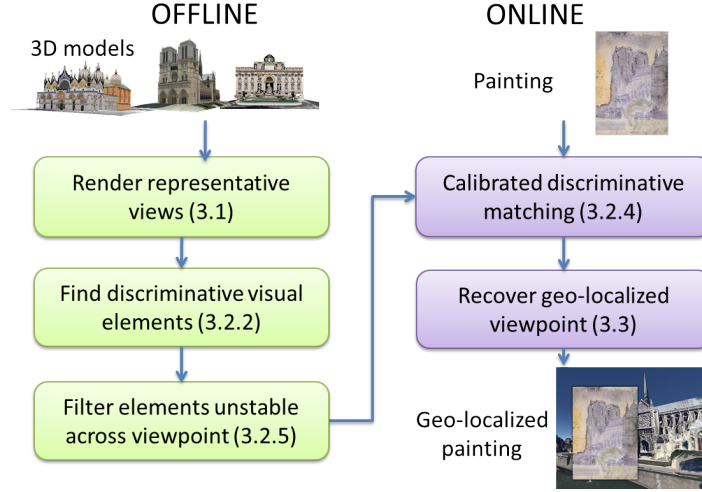 OFFLINE
3D models
Render representative
views (3.1)
Find discriminative visual
elements (3.2.2)
Filter elements unstable
across viewpoint (3.2.5)
ONLINE
Painting
Calibrated discriminative
matching (3.2.4)
Recover geo-localized
viewpoint (3.3)
Geo-localized
painting